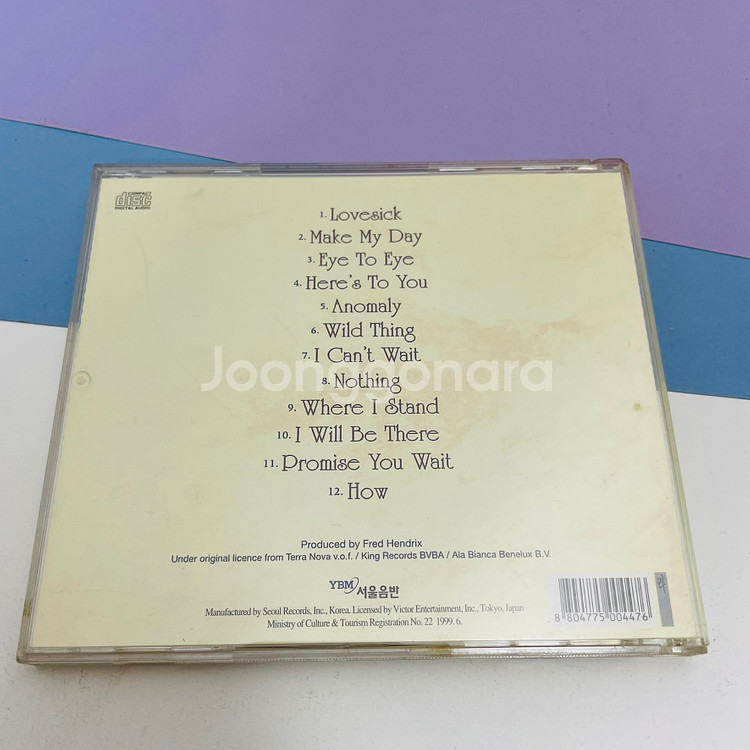 COMPACT
disc
DIGITAL AUDIO
1. Lovesick
2. Make My Day
3. Eye To Eye
4. Here's To You
5. Anomaly
6. Wild Thing
7. I Can't Wait
Joonggonara
8. Nothing
9. Where I Stand
10. I Will Be There
11. Promise You Wait
12. How
Produced by Fred Hendrix
Under original licence from Terra Nova v.o.f. / King Records BVBA / Ala Bianca Benelux B.V.
YBM 서울음반
Manufactured by Seoul Records, Inc., Korea. Licensed by Victor Entertainment, Inc., Tokyo, Japan
Ministry of Culture & Tourism Registration No. 22 1999. 6.
8 804775 004476